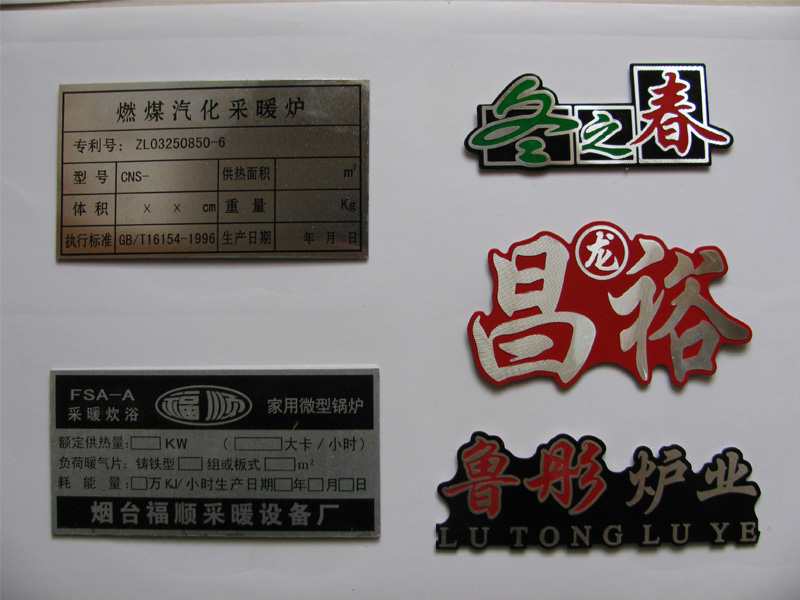 燃煤汽化采暖炉
专利号: ZL03250850-6
型号 CNS- 供热面积 m²
体积 × × cm 重量 Kg
执行标准 GB/T16154-1996 生产日期 年 月 日
FSA-A
采暖炊浴
福顺
家用微型锅炉
额定供热量: KW ( 大卡/小时)
负荷暖气片: 铸铁型 组或板式 m²
耗能量: 万KJ/小时生产日期 年 月 日
烟台福顺采暖设备厂
冬之春
龙
昌裕
鲁彤炉业
LU TONG LU YE